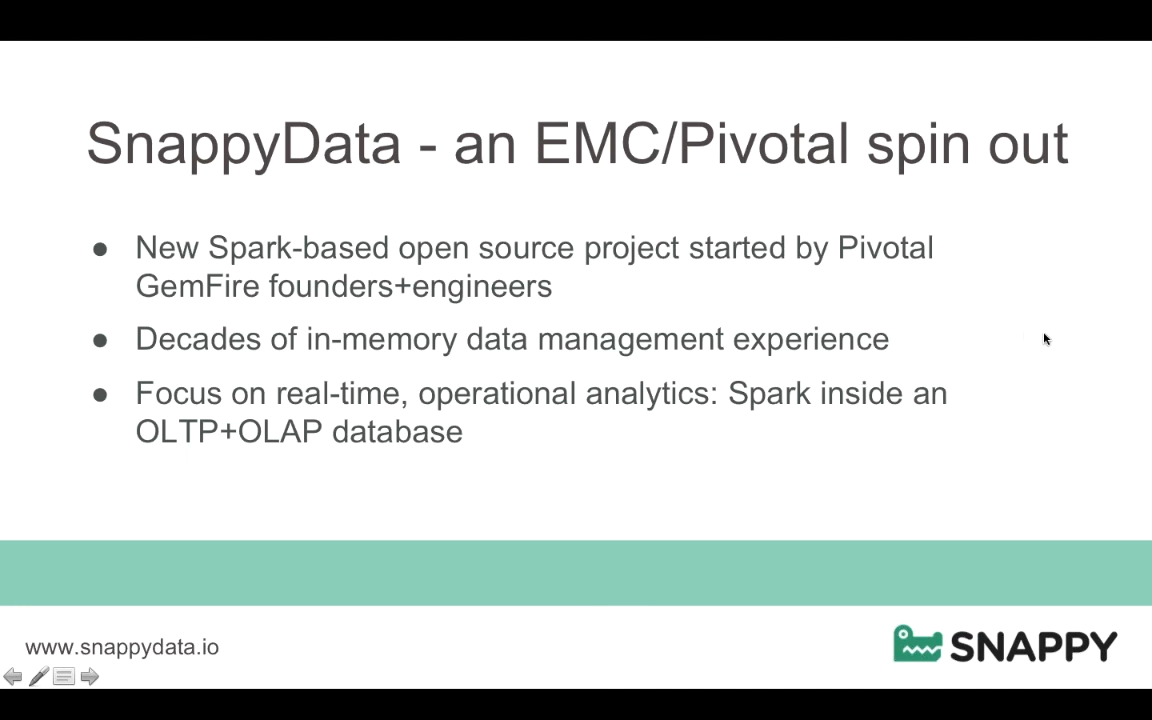 SnappyData - an EMC/Pivotal spin out
● New Spark-based open source project started by Pivotal
GemFire founders+engineers
● Decades of in-memory data management experience
● Focus on real-time, operational analytics: Spark inside an
OLTP+OLAP database
www.snappydata.io
SNAPPY